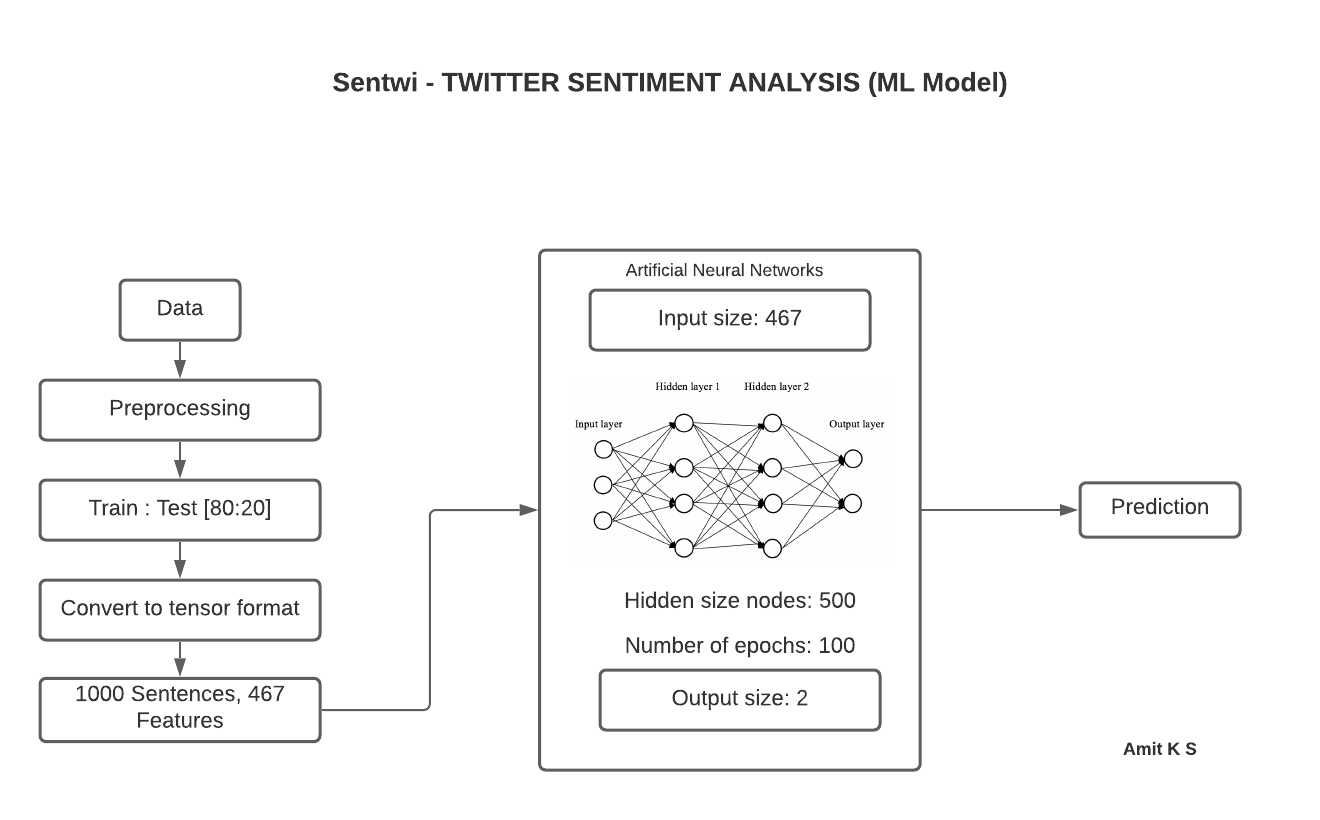 Sentwi - TWITTER SENTIMENT ANALYSIS (ML Model)
Data
Preprocessing
Train : Test [80:20]
Convert to tensor format
1000 Sentences, 467
Features
Artificial Neural Networks
Input size: 467
Hidden layer 1
Hidden layer 2
Input layer
Output layer
Hidden size nodes: 500
Number of epochs: 100
Output size: 2
Prediction
Amit K S